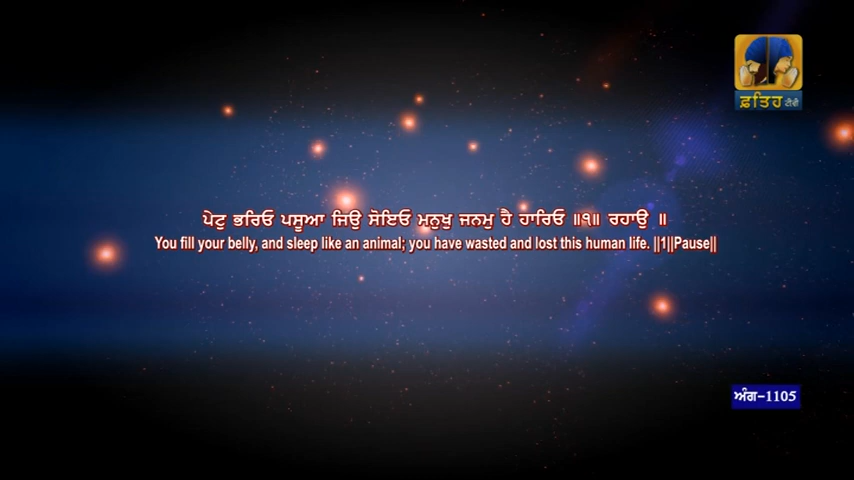 ਫ਼ਤਿਹ ਟੀਵੀ
ਪੇਟੁ ਭਰਿਓ ਪਸੂਆ ਜਿਉ ਸੋਇਓ ਮਨੁਖੁ ਜਨਮੁ ਹੈ ਹਾਰਿਓ ॥੧॥ ਰਹਾਉ ॥
You fill your belly, and sleep like an animal; you have wasted and lost this human life. ||1||Pause||
ਅੰਗ-1105